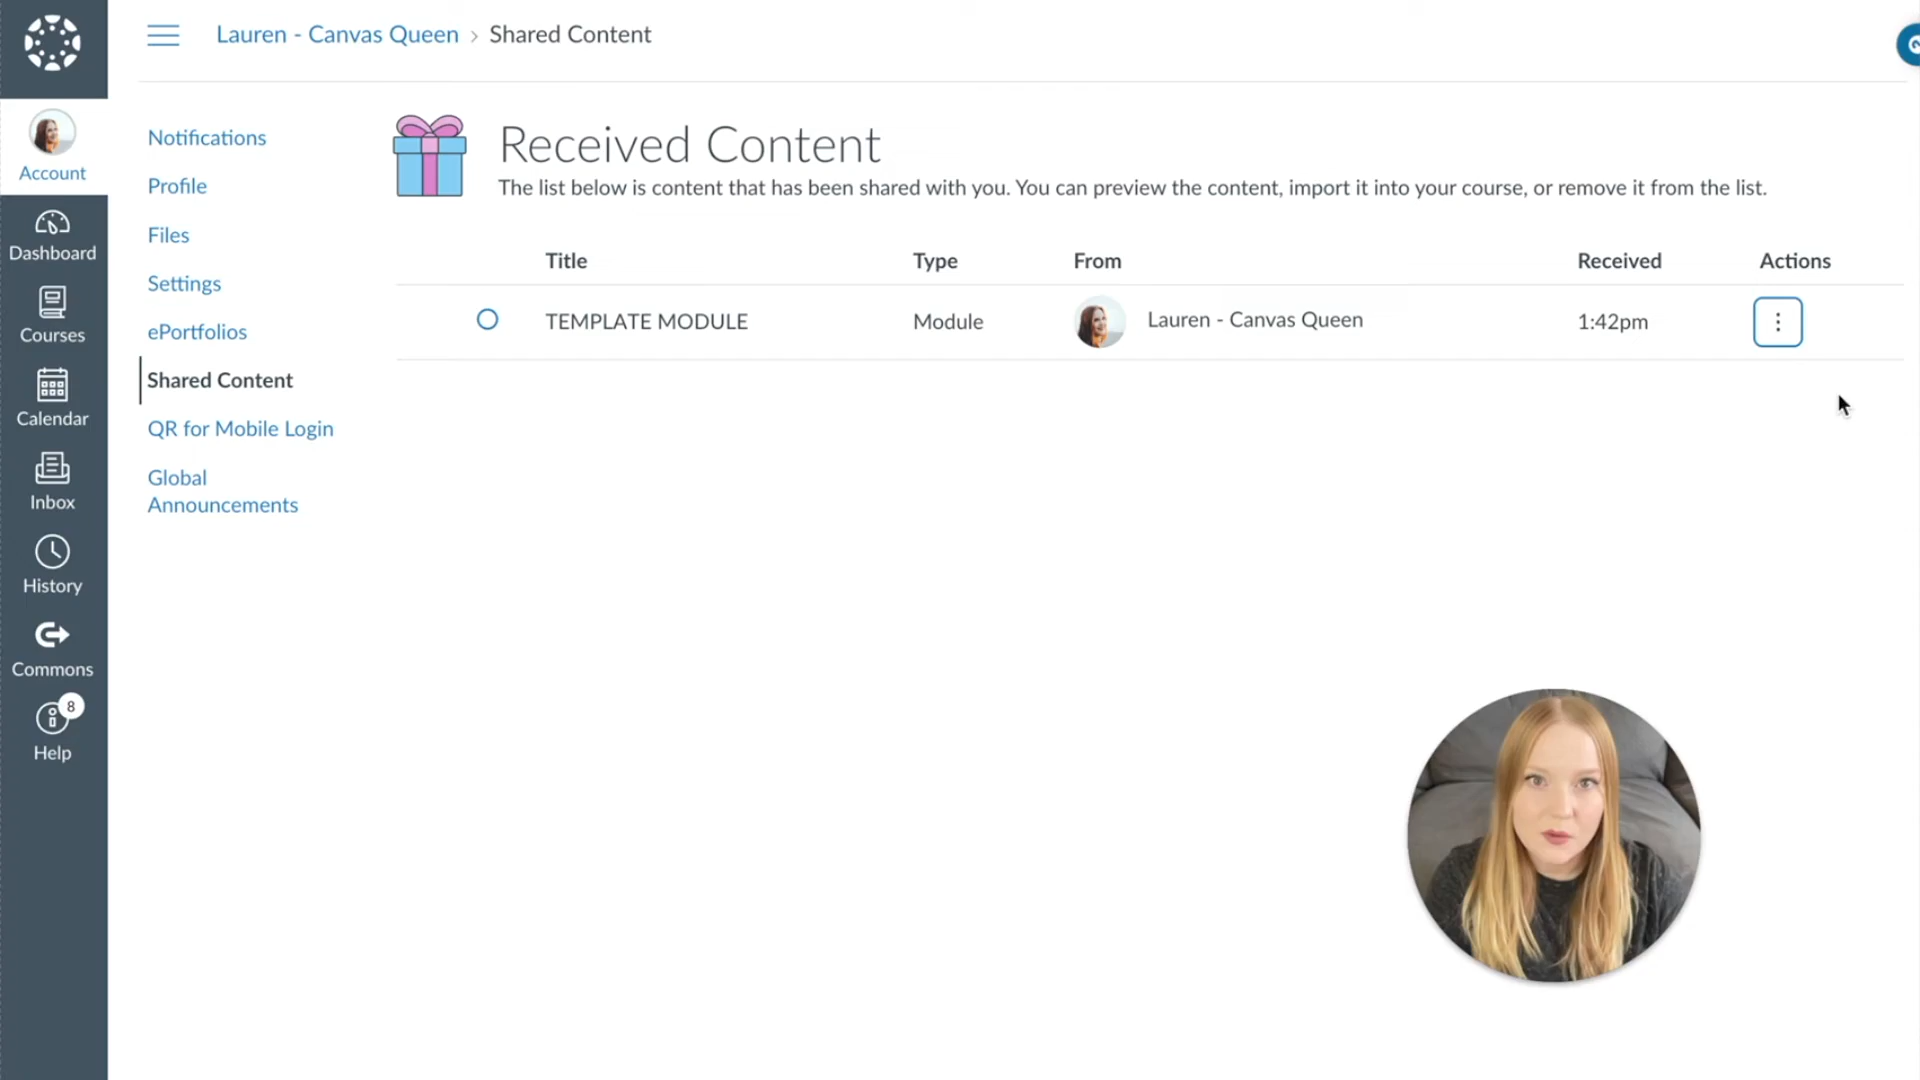 Lauren - Canvas Queen › Shared Content
Account
Dashboard
Courses
Calendar
Inbox
History
Commons
8
Help
Notifications
Profile
Files
Settings
ePortfolios
Shared Content
QR for Mobile Login
Global
Announcements
Received Content
The list below is content that has been shared with you. You can preview the content, import it into your course, or remove it from the list.
Title Type From Received Actions
TEMPLATE MODULE Module Lauren - Canvas Queen 1:42pm